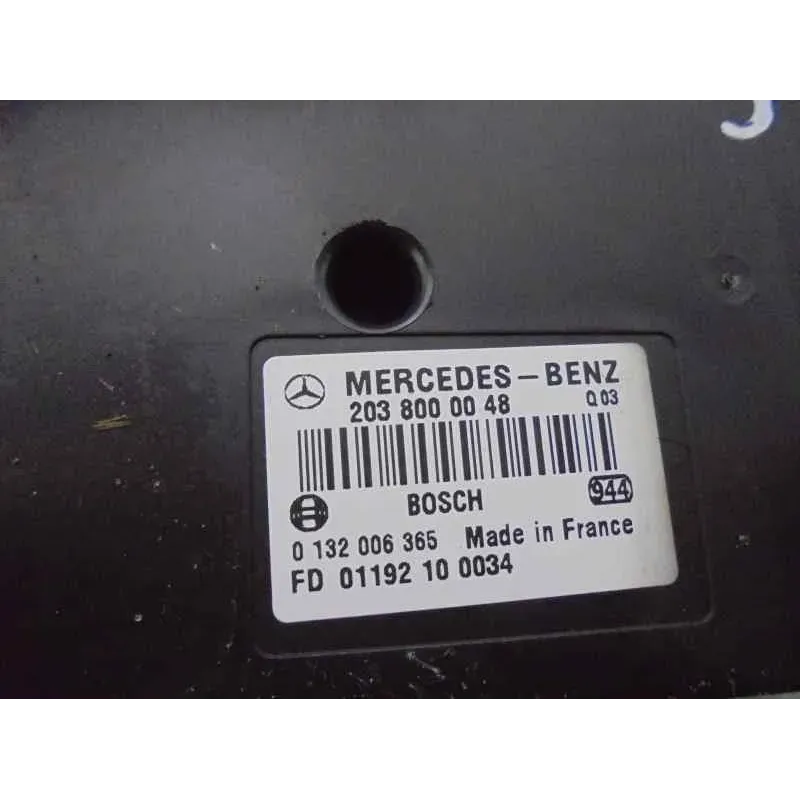 MERCEDES-BENZ
203 800 00 48 Q 03
BOSCH 944
0 132 006 365 Made in France
FD 01192 10 0034